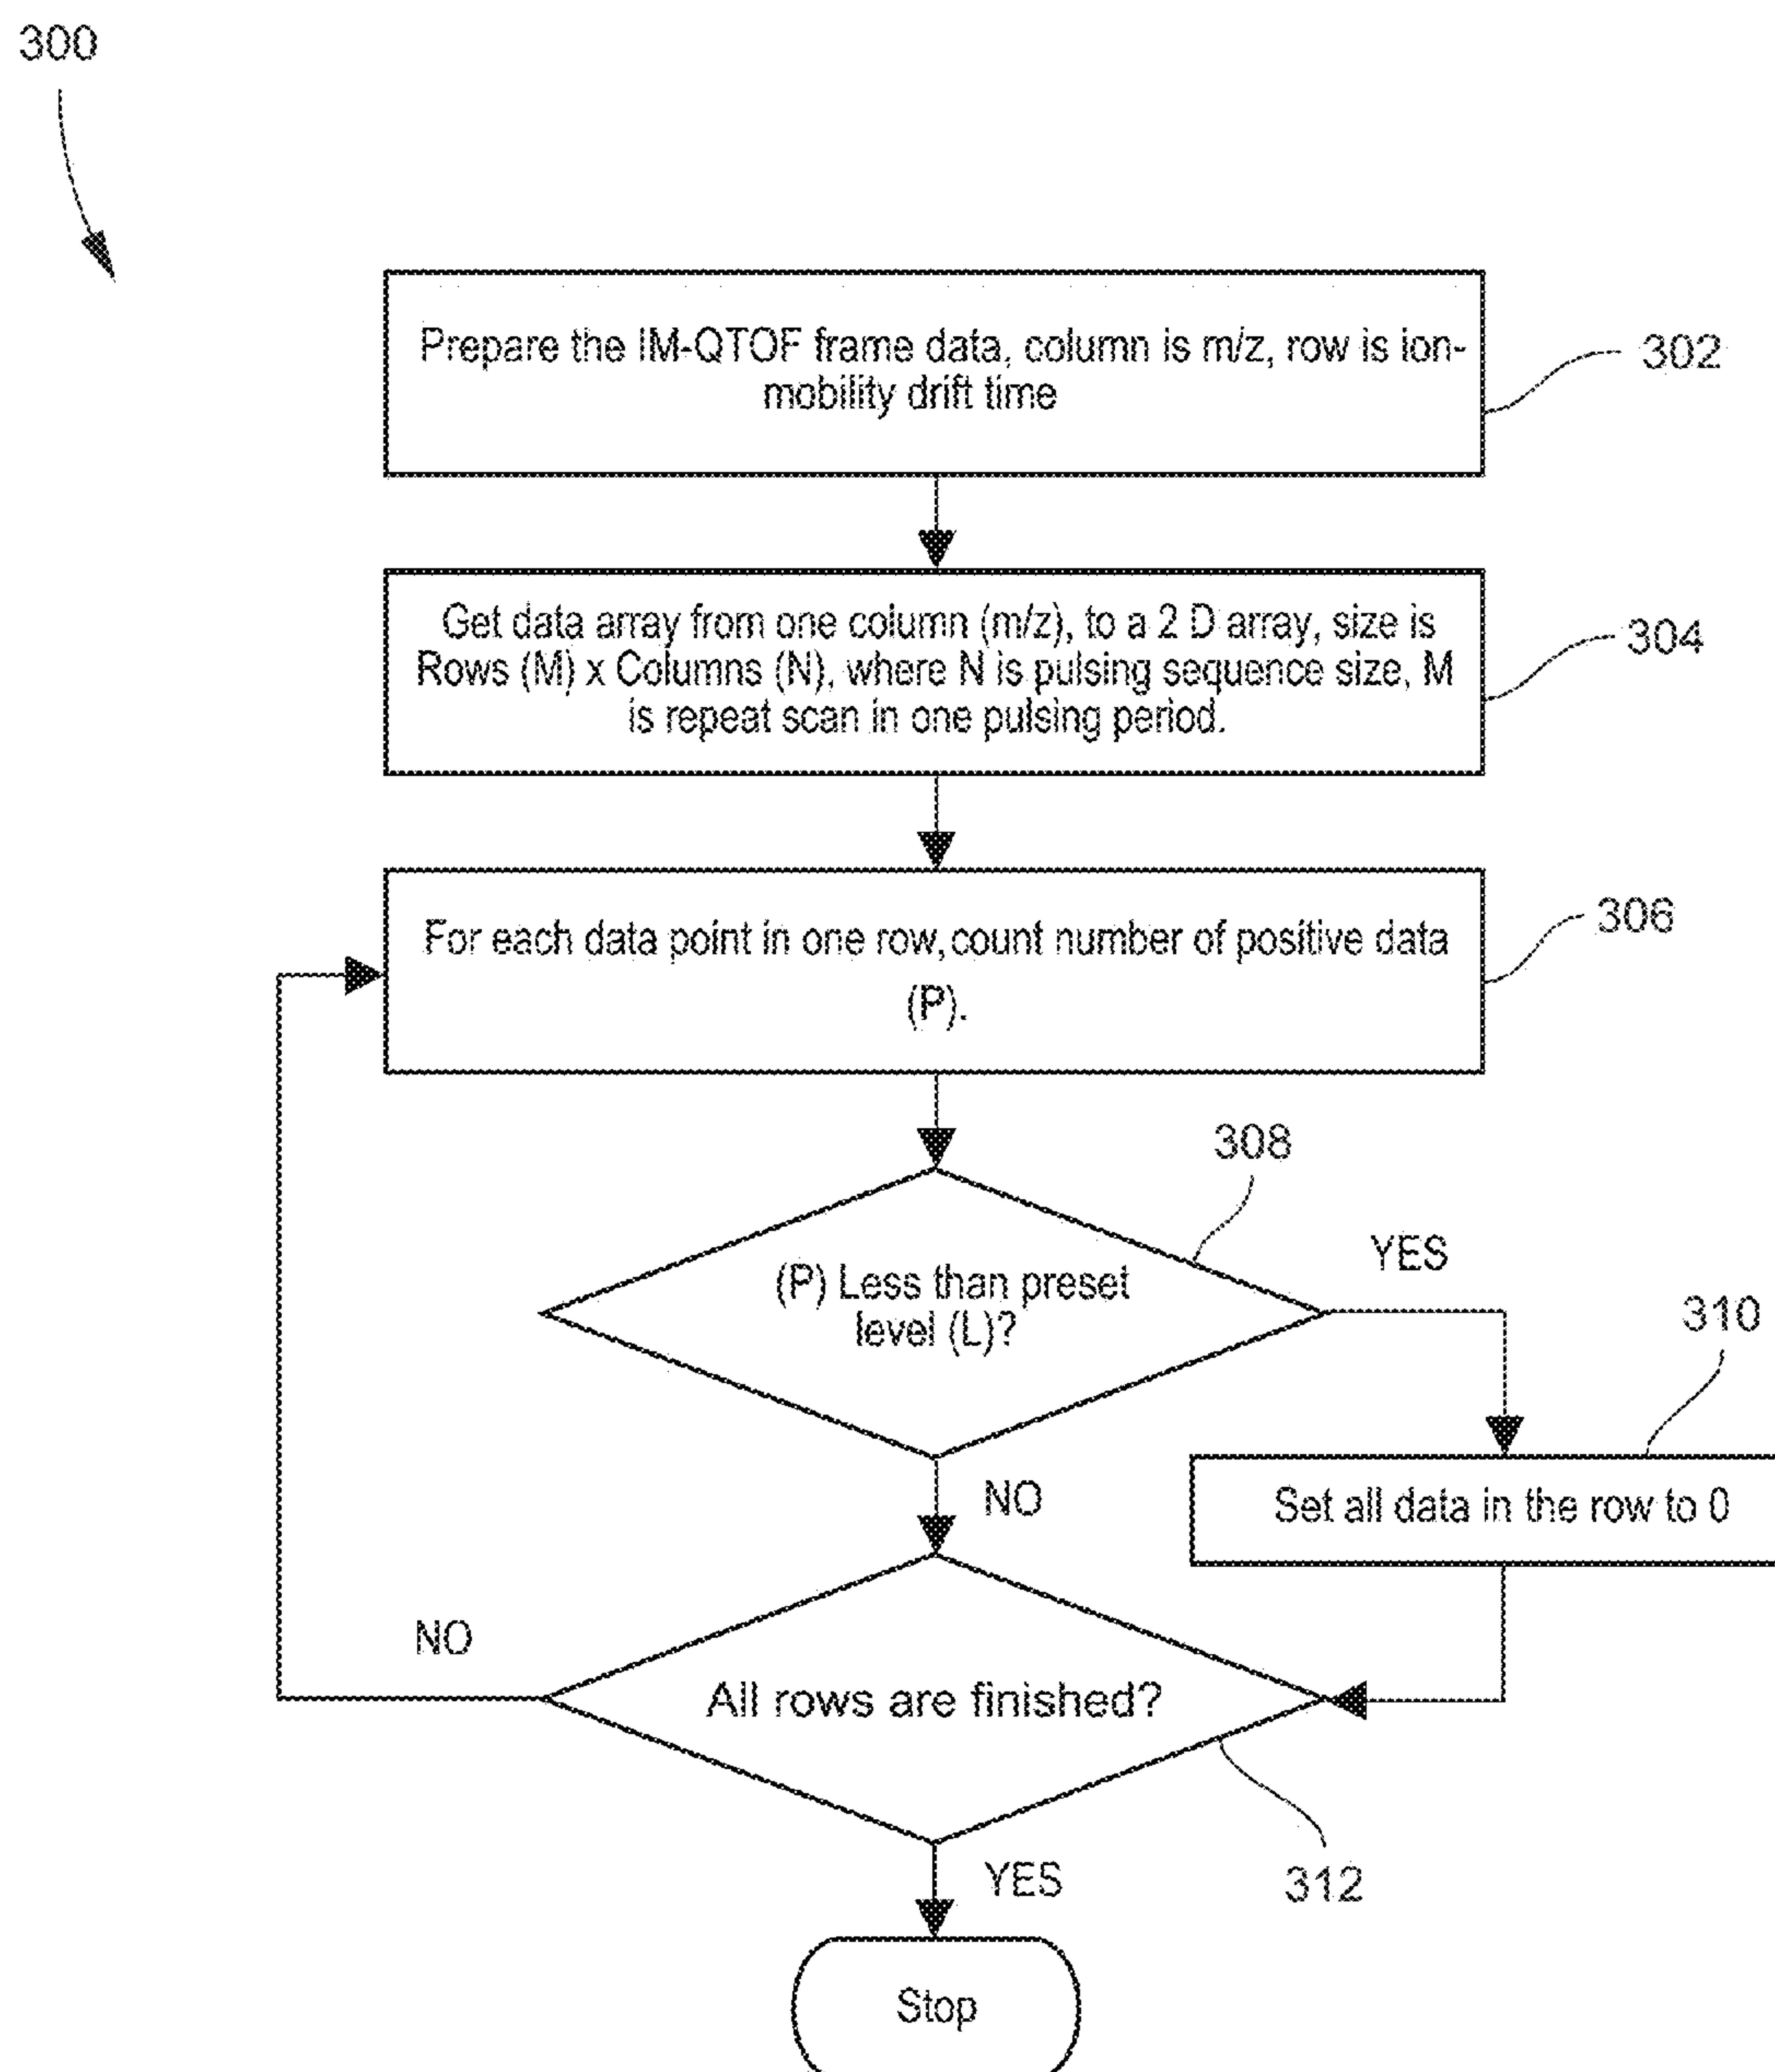 300
Prepare the IM-QTOF frame data, column is m/z, row is ion-
mobility drift time
302
Get data array from one column (m/z), to a 2 D array, size is
Rows (M) x Columns (N), where N is pulsing sequence size, M
is repeat scan in one pulsing period.
304
For each data point in one row, count number of positive data
(P).
306
308
(P) Less than preset
level (L)?
YES
310
Set all data in the row to 0
NO
NO
All rows are finished?
312
YES
Stop